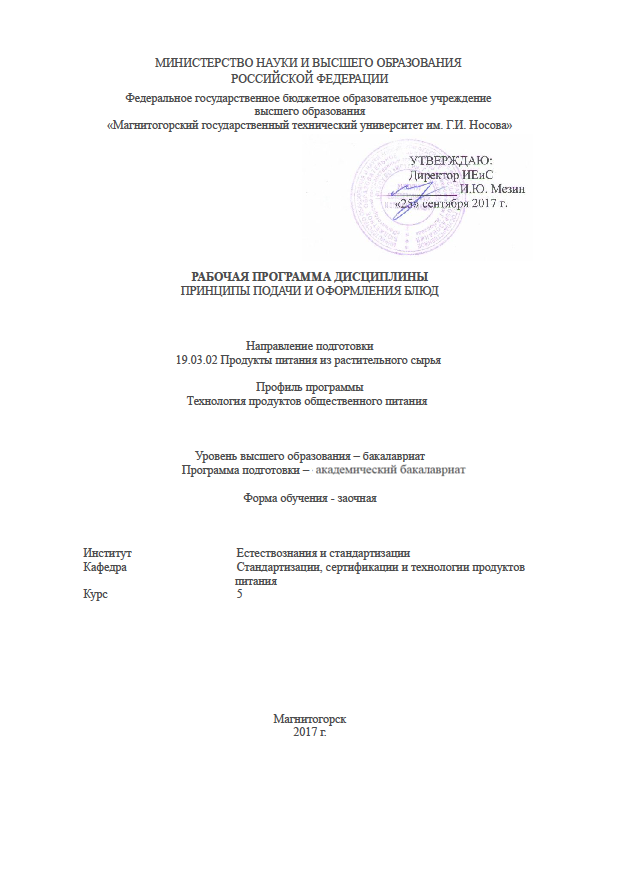 МИНИСТЕРСТВО НАУКИ И ВЫСШЕГО ОБРАЗОВАНИЯ
РОССИЙСКОЙ ФЕДЕРАЦИИ
Федеральное государственное бюджетное образовательное учреждение
высшего образования
«Магнитогорский государственный технический университет им. Г.И. Носова»
УТВЕРЖДАЮ:
Директор ИЕиС
И.Ю. Мезин
«25» сентября 2017 г.
РАБОЧАЯ ПРОГРАММА ДИСЦИПЛИНЫ
ПРИНЦИПЫ ПОДАЧИ И ОФОРМЛЕНИЯ БЛЮД
Направление подготовки
19.03.02 Продукты питания из растительного сырья
Профиль программы
Технология продуктов общественного питания
Уровень высшего образования – бакалавриат
Программа подготовки – академический бакалавриат
Форма обучения - заочная
Институт Естествознания и стандартизации
Кафедра Стандартизации, сертификации и технологии продуктов
питания
Курс 5
Магнитогорск
2017 г.